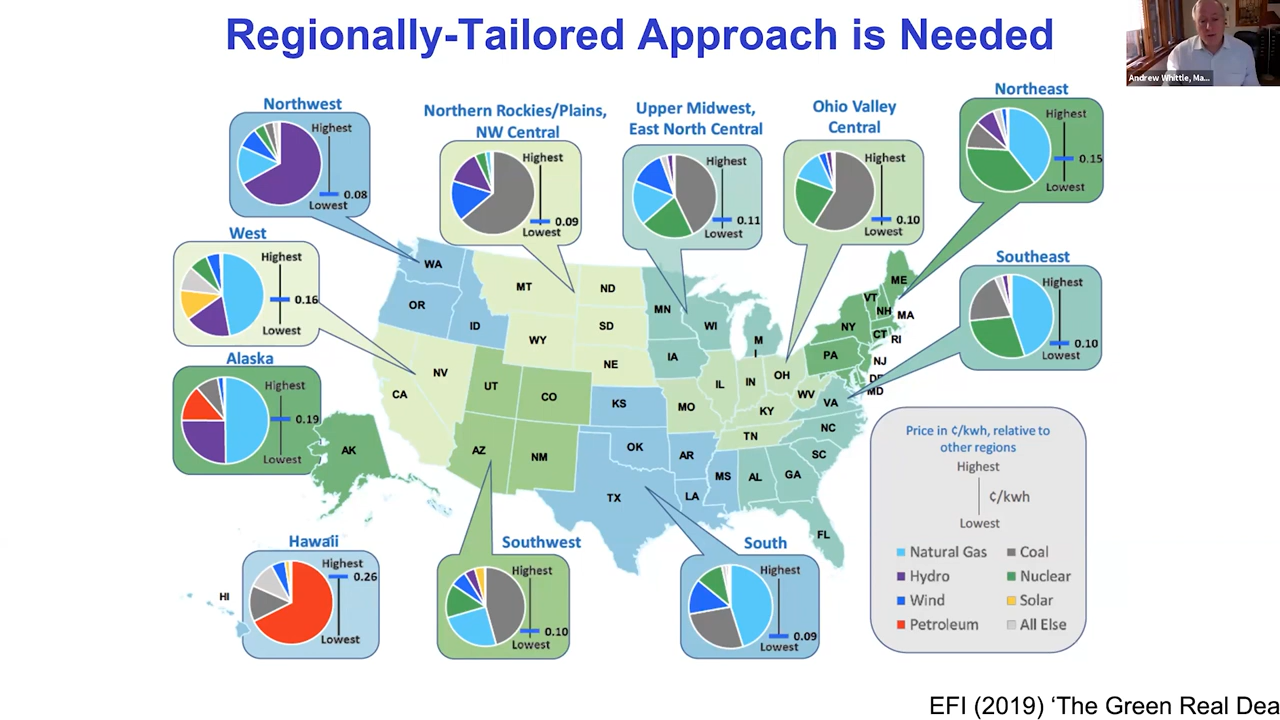 Regionally-Tailored Approach is Needed
Andrew Whittle, Ma...
Northwest
Highest
0.08
Lowest
Northern Rockies/Plains,
NW Central
Highest
0.09
Lowest
Upper Midwest,
East North Central
Highest
0.11
Lowest
Ohio Valley
Central
Highest
0.10
Lowest
Northeast
Highest
0.15
Lowest
West
Highest
0.16
Lowest
Southeast
Highest
0.10
Lowest
Alaska
Highest
0.19
Lowest
Hawaii
Highest
0.26
Lowest
Southwest
Highest
0.10
Lowest
South
Highest
0.09
Lowest
WA
OR
ID
MT
ND
WY
SD
NE
NV
CA
UT
CO
AZ
NM
KS
OK
TX
MN
WI
IA
M
I
IL
IN
OH
MO
KY
WV
TN
AR
LA
MS
AL
GA
FL
SC
NC
VA
PA
NY
VT
NH
ME
MA
CT
RI
NJ
MD
AK
HI
Price in ¢/kwh, relative to
other regions
Highest
¢/kwh
Lowest
Natural Gas
Coal
Hydro
Nuclear
Wind
Solar
Petroleum
All Else
EFI (2019) ‘The Green Real Dea